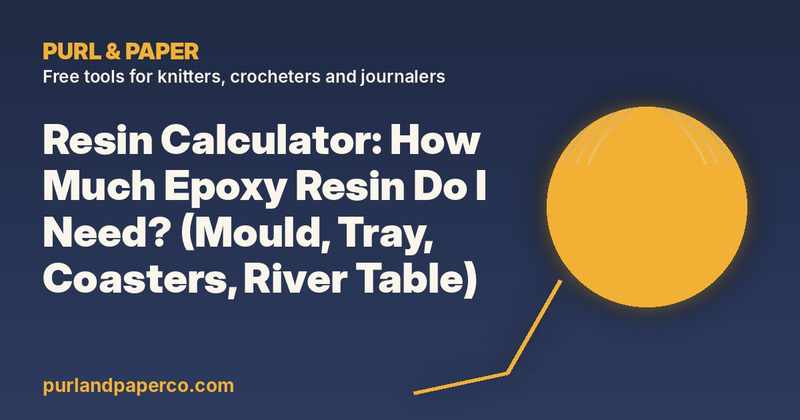 PURL & PAPER
Free tools for knitters, crocheters and journalers
Resin Calculator: How
Much Epoxy Resin Do I
Need? (Mould, Tray,
Coasters, River Table)
purlandpaperco.com